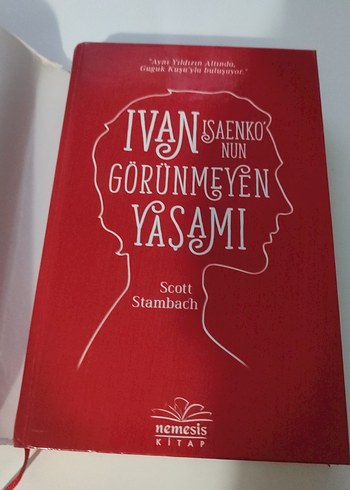 "Aynı Yıldızın Altında,
Guguk Kuşu'yla buluşuyor."
IVAN ISAENKO'
NUN
GÖRÜNMEYEN
YAŞAMI
Scott
Stambach
nemesis
KİTAP